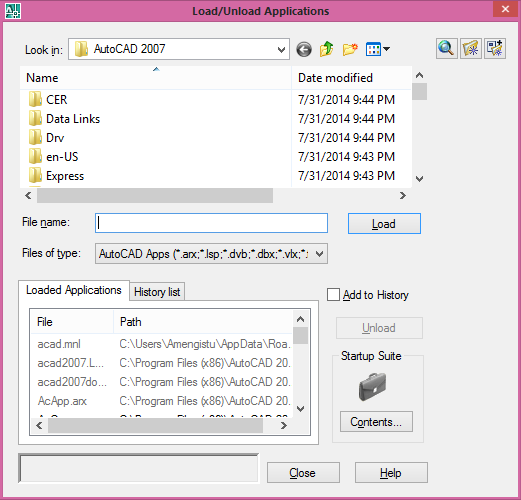 Load/Unload Applications
Look in: AutoCAD 2007
Name Date modified
CER 7/31/2014 9:44 PM
Data Links 7/31/2014 9:44 PM
Drv 7/31/2014 9:44 PM
en-US 7/31/2014 9:43 PM
Express 7/31/2014 9:43 PM
File name: Load
Files of type: AutoCAD Apps (*.arx;*.lsp;*.dvb;*.dbx;*.vlx;*.
Loaded Applications History list
Add to History
File Path
acad.mnl C:\Users\Amengistu\AppData\Roa...
acad2007.L... C:\Program Files (x86)\AutoCAD 20...
acad2007do... C:\Program Files (x86)\AutoCAD 20...
AcApp.arx C:\Program Files (x86)\AutoCAD 20...
Unload
Startup Suite
Contents...
Close Help